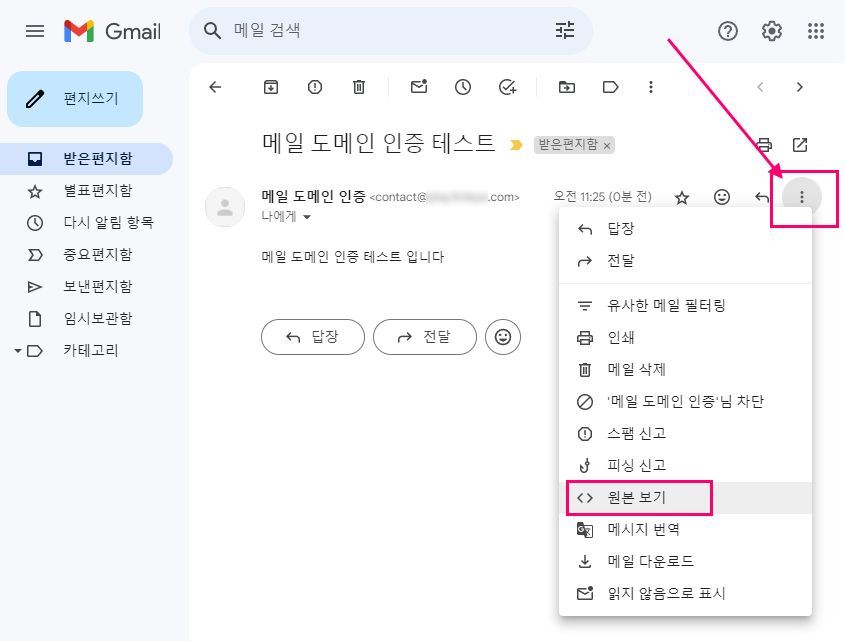 Gmail
메일 검색
편지쓰기
받은편지함
별표편지함
다시 알림 항목
중요편지함
보낸편지함
임시보관함
카테고리
메일 도메인 인증 테스트
받은편지함 ×
메일 도메인 인증 <contact@ .com>
오전 11:25 (0분 전)
나에게
메일 도메인 인증 테스트 입니다
답장
전달
답장
전달
유사한 메일 필터링
인쇄
메일 삭제
'메일 도메인 인증'님 차단
스팸 신고
피싱 신고
원본 보기
메시지 번역
메일 다운로드
읽지 않음으로 표시